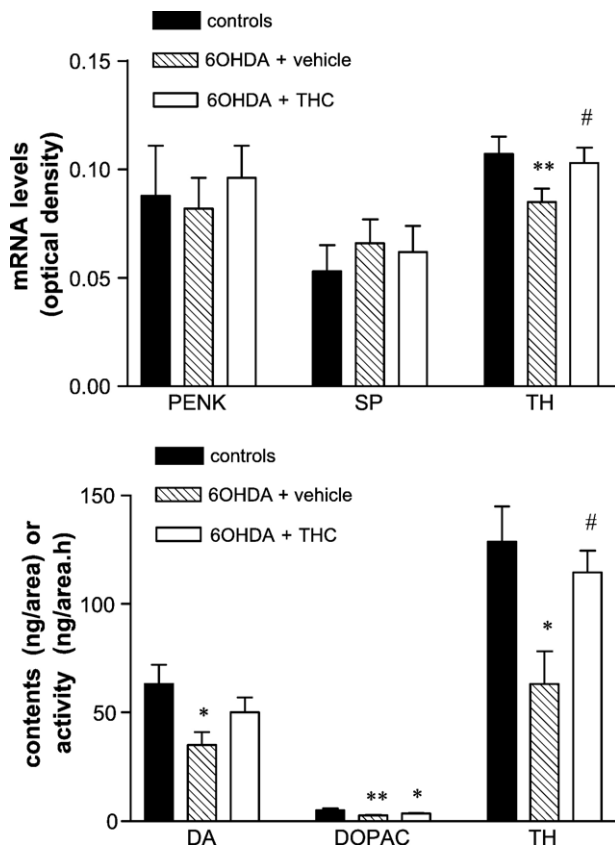 controls
6OHDA + vehicle
6OHDA + THC
mRNA levels
(optical density)
0.15
0.10
0.05
0.00
**
#
PENK SP TH
controls
6OHDA + vehicle
6OHDA + THC
contents (ng/area) or
activity (ng/area.h)
150
100
50
0
*
**
*
*
#
DA DOPAC TH